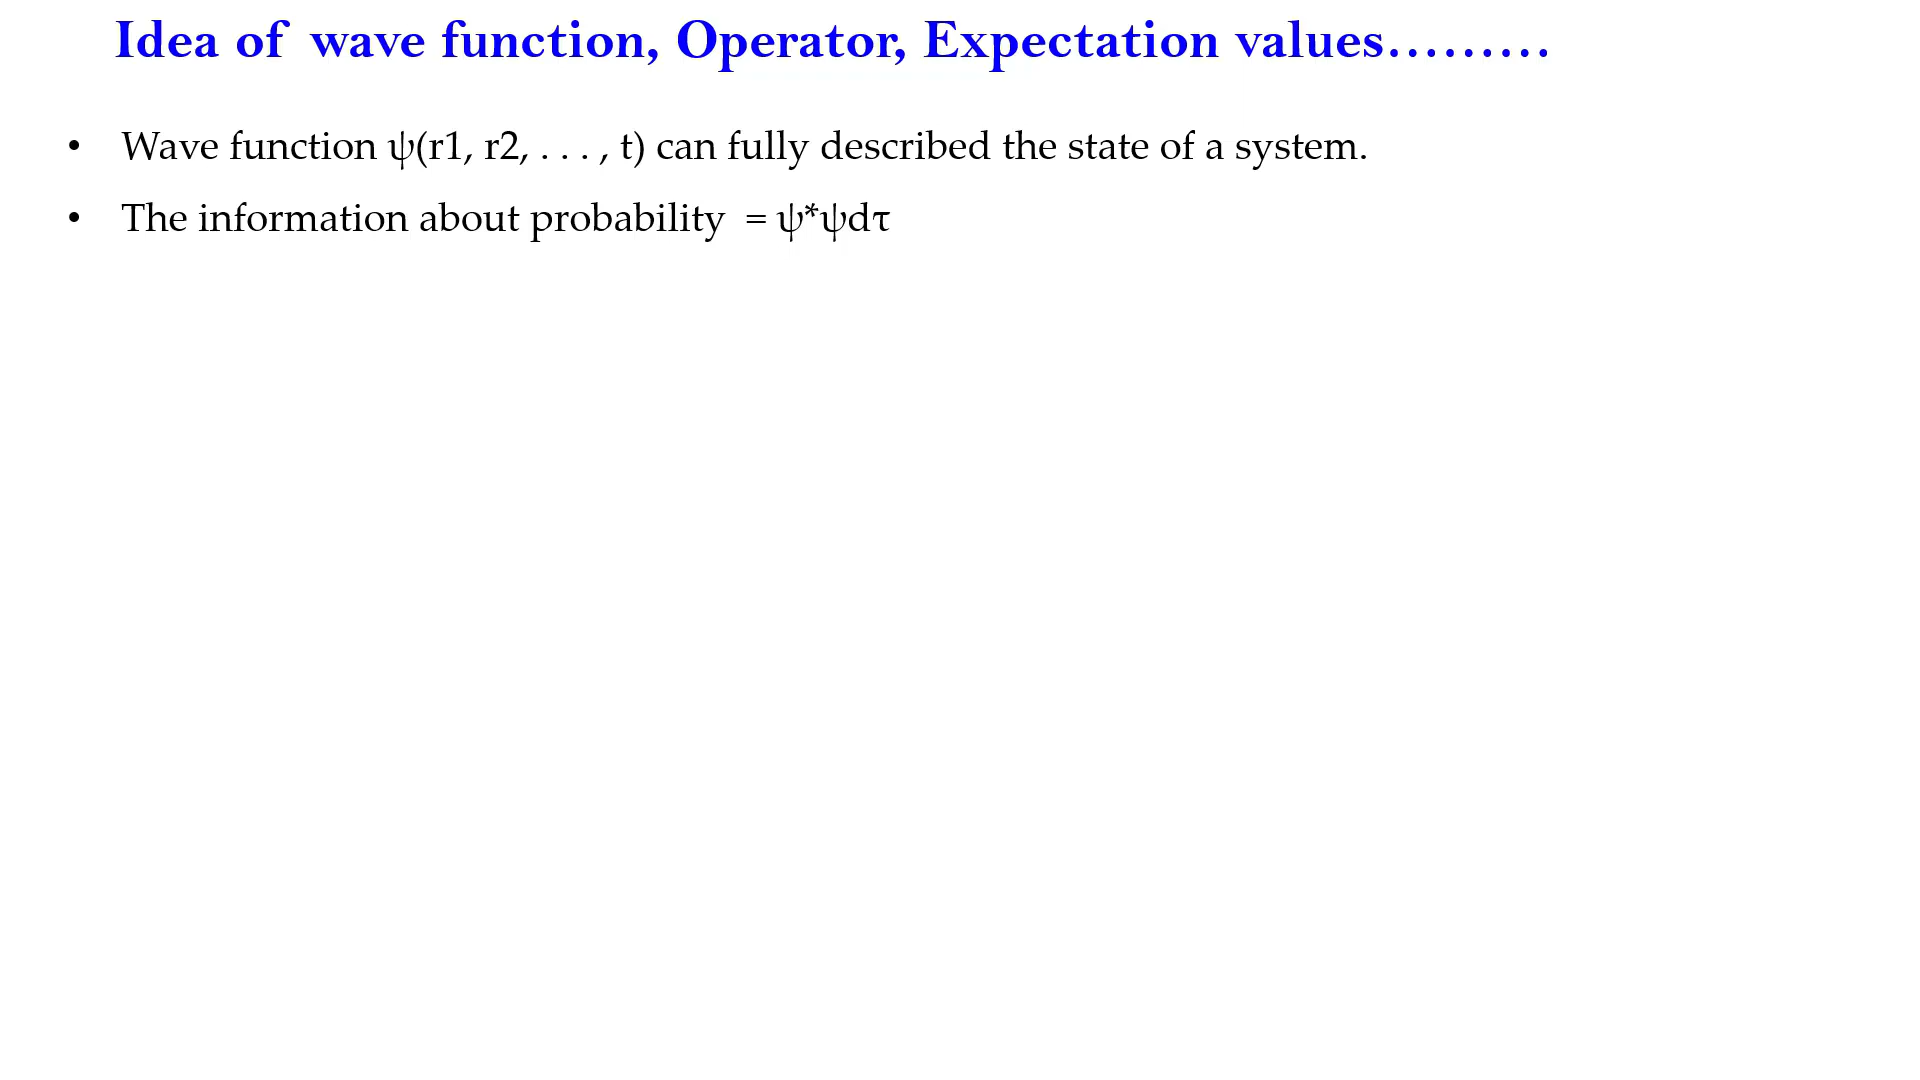 Idea of wave function, Operator, Expectation values.........
• Wave function ψ(r1, r2, . . . , t) can fully described the state of a system.
• The information about probability = ψ*ψdτ